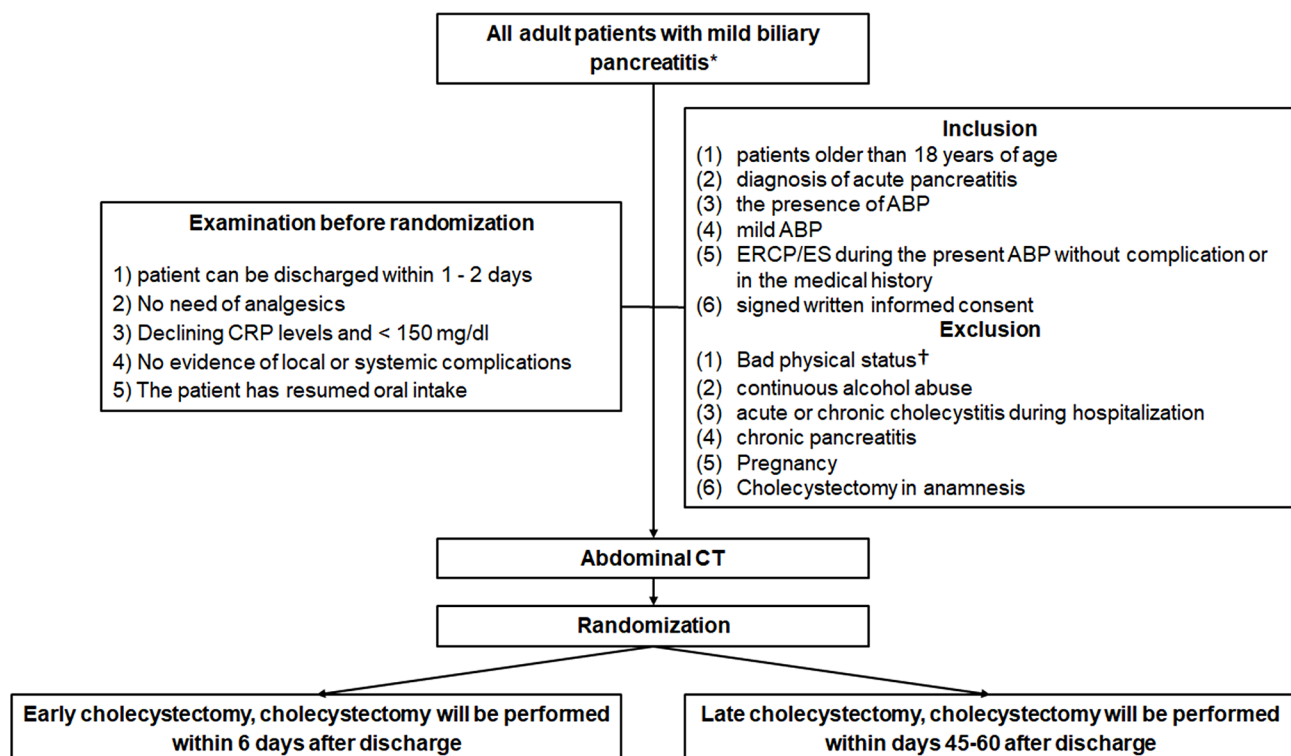 All adult patients with mild biliary
pancreatitis*
Examination before randomization
1) patient can be discharged within 1 - 2 days
2) No need of analgesics
3) Declining CRP levels and < 150 mg/dl
4) No evidence of local or systemic complications
5) The patient has resumed oral intake
Inclusion
(1) patients older than 18 years of age
(2) diagnosis of acute pancreatitis
(3) the presence of ABP
(4) mild ABP
(5) ERCP/ES during the present ABP without complication or
in the medical history
(6) signed written informed consent
Exclusion
(1) Bad physical status†
(2) continuous alcohol abuse
(3) acute or chronic cholecystitis during hospitalization
(4) chronic pancreatitis
(5) Pregnancy
(6) Cholecystectomy in anamnesis
Abdominal CT
Randomization
Early cholecystectomy, cholecystectomy will be performed
within 6 days after discharge
Late cholecystectomy, cholecystectomy will be performed
within days 45-60 after discharge